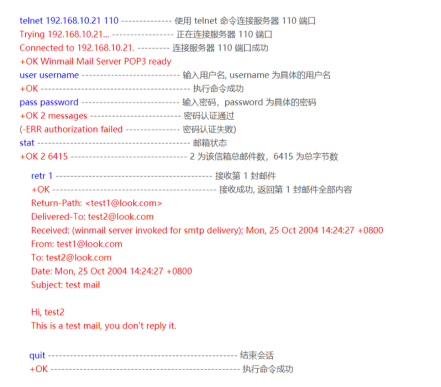 telnet 192.168.10.21 110 ------------- 使用 telnet 命令连接服务器 110 端口
Trying 192.168.10.21... ---------------- 正在连接服务器 110 端口
Connected to 192.168.10.21. --------- 连接服务器 110 端口成功
+OK Winmail Mail Server POP3 ready
user username ------------------------- 输入用户名, username 为具体的用户名
+OK -------------------------------------- 执行命令成功
pass password -------------------------- 输入密码，password 为具体的密码
+OK 2 messages ------------------------ 密码认证通过
(-ERR authorization failed -------------- 密码认证失败)
stat --------------------------------------- 邮箱状态
+OK 2 6415 ----------------------------- 2 为该信箱总邮件数，6415 为总字节数
retr 1 ---------------------------------------- 接收第 1 封邮件
+OK ------------------------------------------ 接收成功, 返回第 1 封邮件全部内容
Return-Path: <test1@look.com>
Delivered-To: test2@look.com
Received: (winmail server invoked for smtp delivery); Mon, 25 Oct 2004 14:24:27 +0800
From: test1@look.com
To: test2@look.com
Date: Mon, 25 Oct 2004 14:24:27 +0800
Subject: test mail
Hi, test2
This is a test mail, you don't reply it.
quit ------------------------------------------------ 结束会话
+OK ------------------------------------------------ 执行命令成功